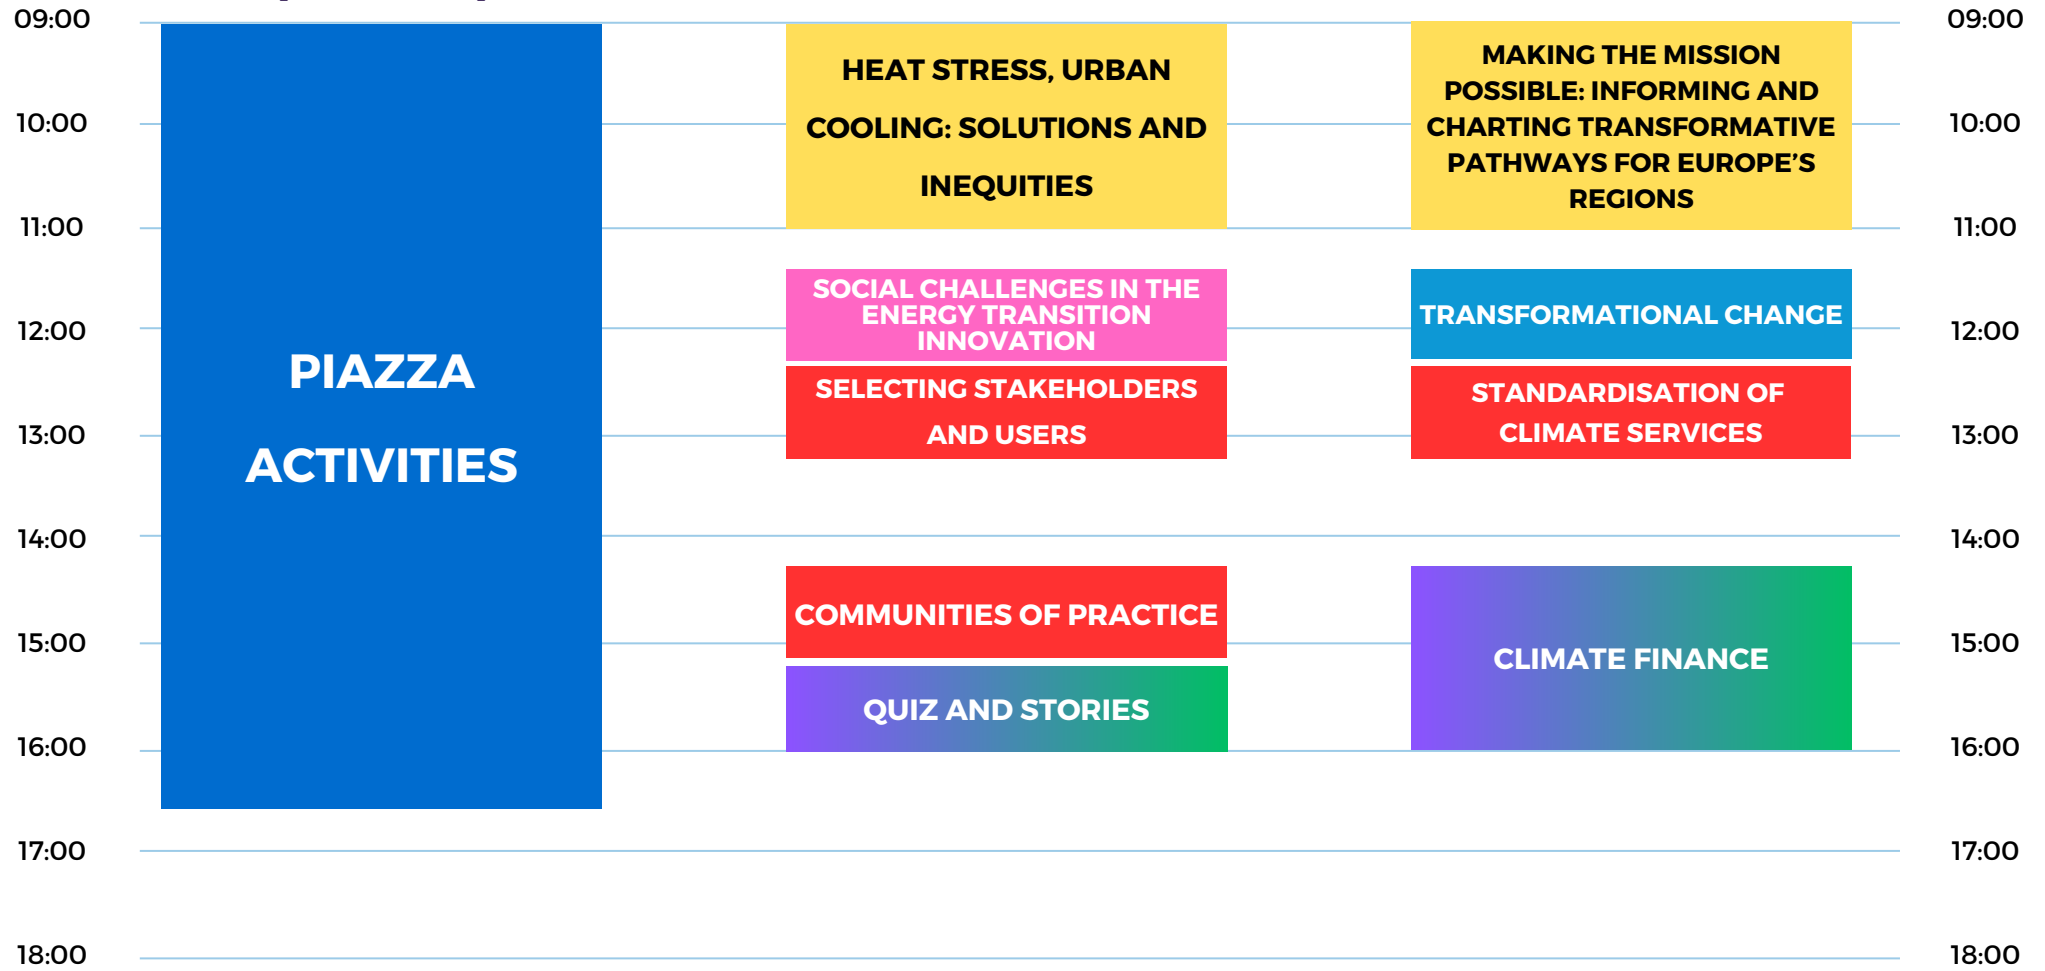 09:00
10:00
11:00
12:00
13:00
14:00
15:00
16:00
17:00
18:00
PIAZZA
ACTIVITIES
HEAT STRESS, URBAN
COOLING: SOLUTIONS AND
INEQUITIES
SOCIAL CHALLENGES IN THE
ENERGY TRANSITION
INNOVATION
SELECTING STAKEHOLDERS
AND USERS
COMMUNITIES OF PRACTICE
QUIZ AND STORIES
MAKING THE MISSION
POSSIBLE: INFORMING AND
CHARTING TRANSFORMATIVE
PATHWAYS FOR EUROPE’S
REGIONS
TRANSFORMATIONAL CHANGE
STANDARDISATION OF
CLIMATE SERVICES
CLIMATE FINANCE
09:00
10:00
11:00
12:00
13:00
14:00
15:00
16:00
17:00
18:00